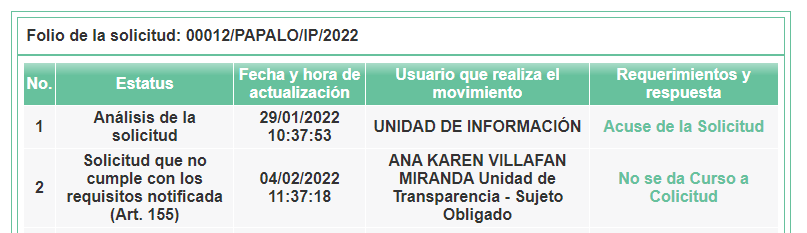 Folio de la solicitud: 00012/PAPALO/IP/2022
No. Estatus Fecha y hora de actualización Usuario que realiza el movimiento Requerimientos y respuesta
1 Análisis de la solicitud 29/01/2022 10:37:53 UNIDAD DE INFORMACIÓN Acuse de la Solicitud
2 Solicitud que no cumple con los requisitos notificada (Art. 155) 04/02/2022 11:37:18 ANA KAREN VILLAFAN MIRANDA Unidad de Transparencia - Sujeto Obligado No se da Curso a Colicitud